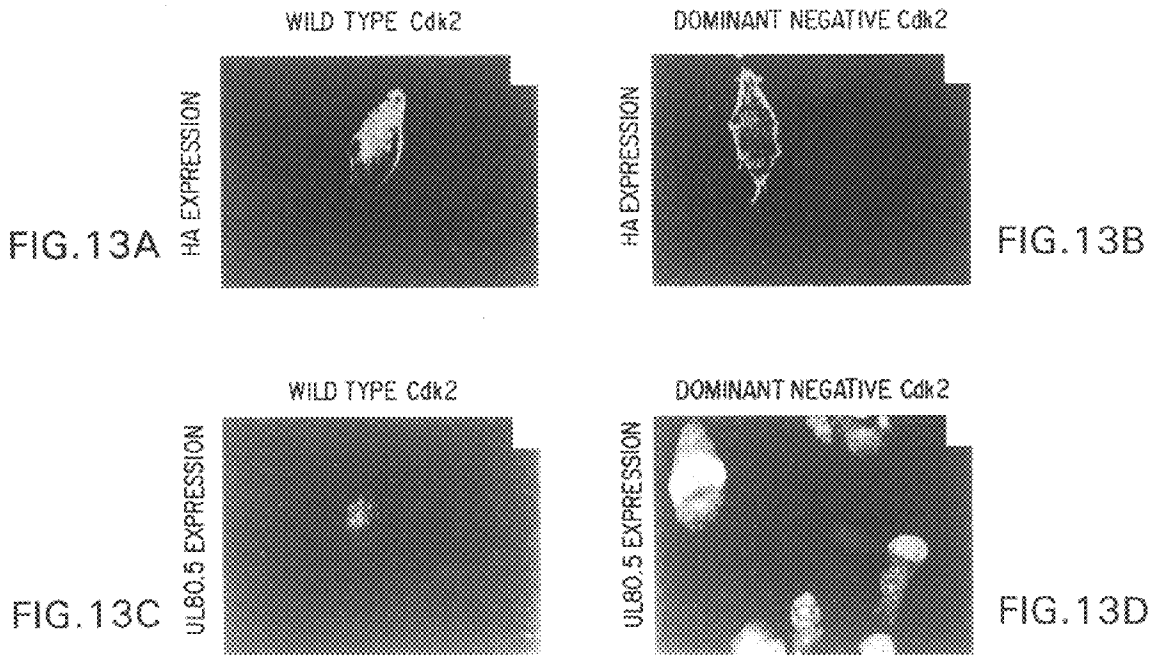 WILD TYPE Cdk2
DOMINANT NEGATIVE Cdk2
FIG.13A
HA EXPRESSION
HA EXPRESSION
FIG.13B
WILD TYPE Cdk2
DOMINANT NEGATIVE Cdk2
FIG.13C
UL80.5 EXPRESSION
UL80.5 EXPRESSION
FIG.13D